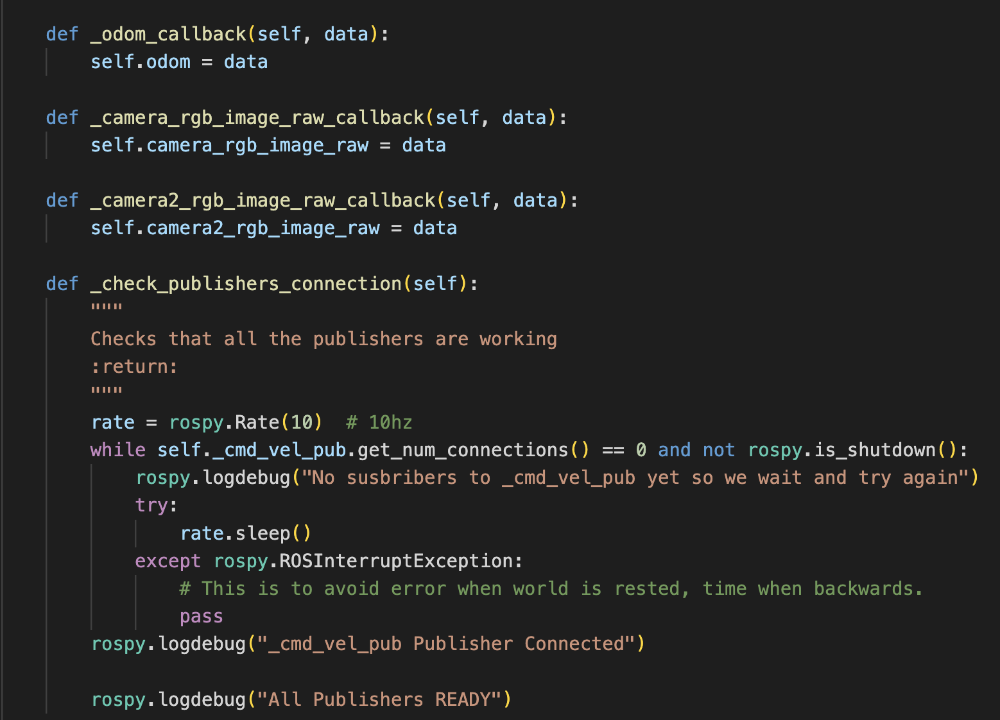 def _odom_callback(self, data):
    self.odom = data

def _camera_rgb_image_raw_callback(self, data):
    self.camera_rgb_image_raw = data

def _camera2_rgb_image_raw_callback(self, data):
    self.camera2_rgb_image_raw = data

def _check_publishers_connection(self):
    """
    Checks that all the publishers are working
    :return:
    """
    rate = rospy.Rate(10)  # 10hz
    while self._cmd_vel_pub.get_num_connections() == 0 and not rospy.is_shutdown():
        rospy.logdebug("No susbribers to _cmd_vel_pub yet so we wait and try again")
        try:
            rate.sleep()
        except rospy.ROSInterruptException:
            # This is to avoid error when world is rested, time when backwards.
            pass
    rospy.logdebug("_cmd_vel_pub Publisher Connected")

    rospy.logdebug("All Publishers READY")